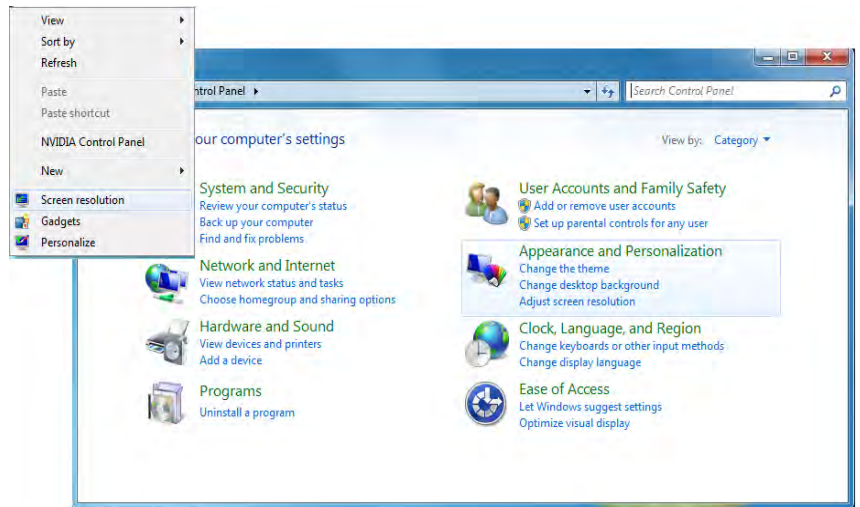 View
Sort by
Refresh
Paste
Paste shortcut
NVIDIA Control Panel
New
Screen resolution
Gadgets
Personalize
ntrol Panel
Search Control Panel
our computer's settings
View by: Category
System and Security
Review your computer's status
Back up your computer
Find and fix problems
Network and Internet
View network status and tasks
Choose homegroup and sharing options
Hardware and Sound
View devices and printers
Add a device
Programs
Uninstall a program
User Accounts and Family Safety
Add or remove user accounts
Set up parental controls for any user
Appearance and Personalization
Change the theme
Change desktop background
Adjust screen resolution
Clock, Language, and Region
Change keyboards or other input methods
Change display language
Ease of Access
Let Windows suggest settings
Optimize visual display